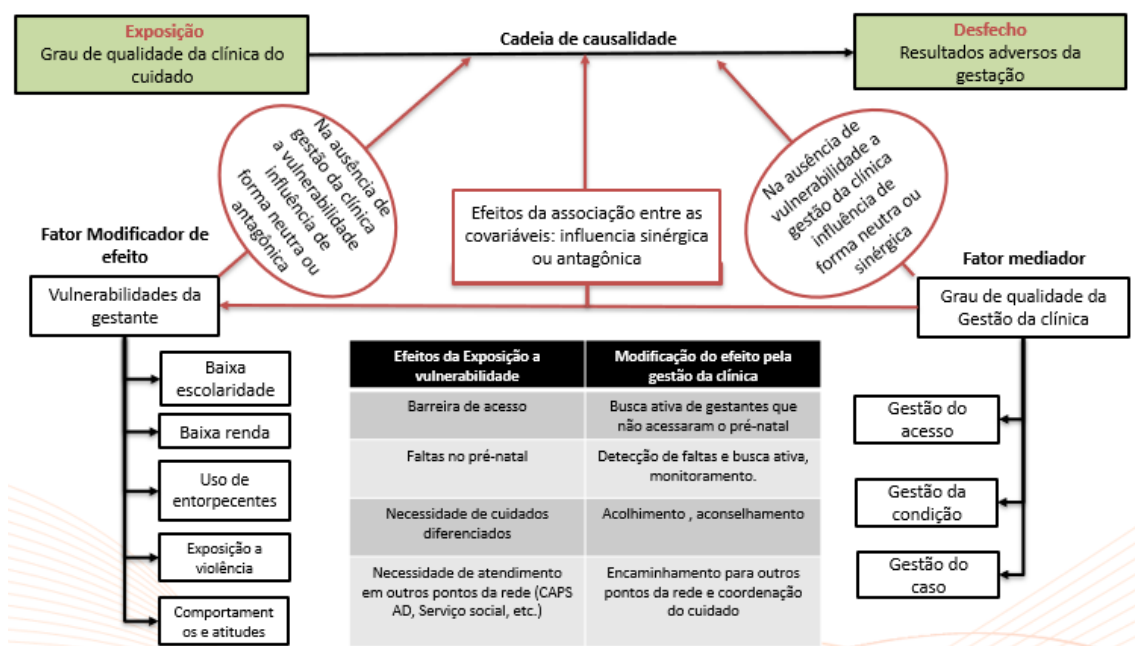 Exposição
Grau de qualidade da clínica do
cuidado
Cadeia de causalidade
Desfecho
Resultados adversos da
gestação
Na ausência de
gestão da clínica
a vulnerabilidade
influência de
forma neutra ou
antagônica
Efeitos da associação entre as
covariáveis: influencia sinérgica
ou antagônica
Na ausência de
vulnerabilidade a
gestão da clínica
influência de
forma neutra ou
sinérgica
Fator Modificador de
efeito
Vulnerabilidades da
gestante
Fator mediador
Grau de qualidade da
Gestão da clínica
Baixa
escolaridade
Baixa renda
Uso de
entorpecentes
Exposição a
violência
Comportament
os e atitudes
Efeitos da Exposição a
vulnerabilidade
Modificação do efeito pela
gestão da clínica
Barreira de acesso
Busca ativa de gestantes que
não acessaram o pré-natal
Faltas no pré-natal
Detecção de faltas e busca ativa,
monitoramento.
Necessidade de cuidados
diferenciados
Acolhimento , aconselhamento
Necessidade de atendimento
em outros pontos da rede (CAPS
AD, Serviço social, etc.)
Encaminhamento para outros
pontos da rede e coordenação
do cuidado
Gestão do
acesso
Gestão da
condição
Gestão do
caso